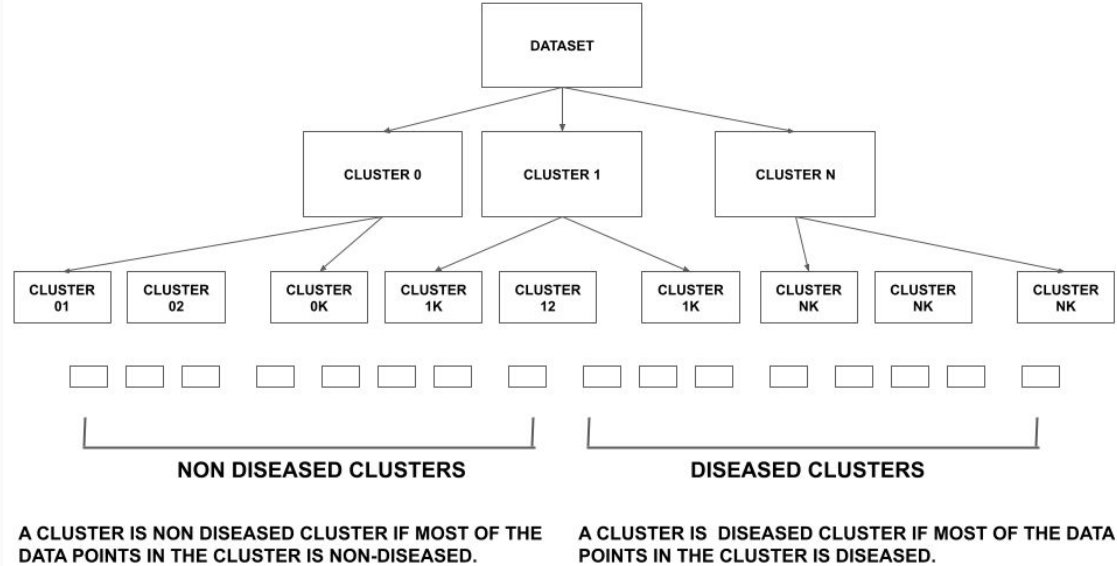 DATASET
CLUSTER 0
CLUSTER 1
CLUSTER N
CLUSTER
01
CLUSTER
02
CLUSTER
0K
CLUSTER
1K
CLUSTER
12
CLUSTER
1K
CLUSTER
NK
CLUSTER
NK
CLUSTER
NK
NON DISEASED CLUSTERS
DISEASED CLUSTERS
A CLUSTER IS NON DISEASED CLUSTER IF MOST OF THE
DATA POINTS IN THE CLUSTER IS NON-DISEASED.
A CLUSTER IS DISEASED CLUSTER IF MOST OF THE DATA
POINTS IN THE CLUSTER IS DISEASED.